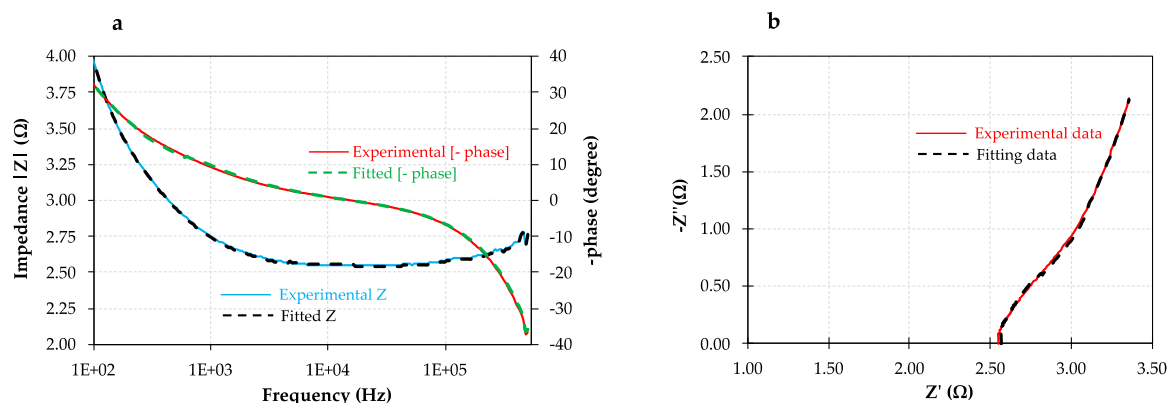 a
4.00
3.75
3.50
3.25
3.00
2.75
2.50
2.25
2.00
Impedance |Z| (Ω)
40
30
20
10
0
-10
-20
-30
-40
-phase (degree)
Experimental [- phase]
Fitted [- phase]
Experimental Z
Fitted Z
1E+02 1E+03 1E+04 1E+05
Frequency (Hz)
b
2.50
2.00
1.50
1.00
0.50
0.00
-Z''(Ω)
Experimental data
Fitting data
1.00 1.50 2.00 2.50 3.00 3.50
Z' (Ω)